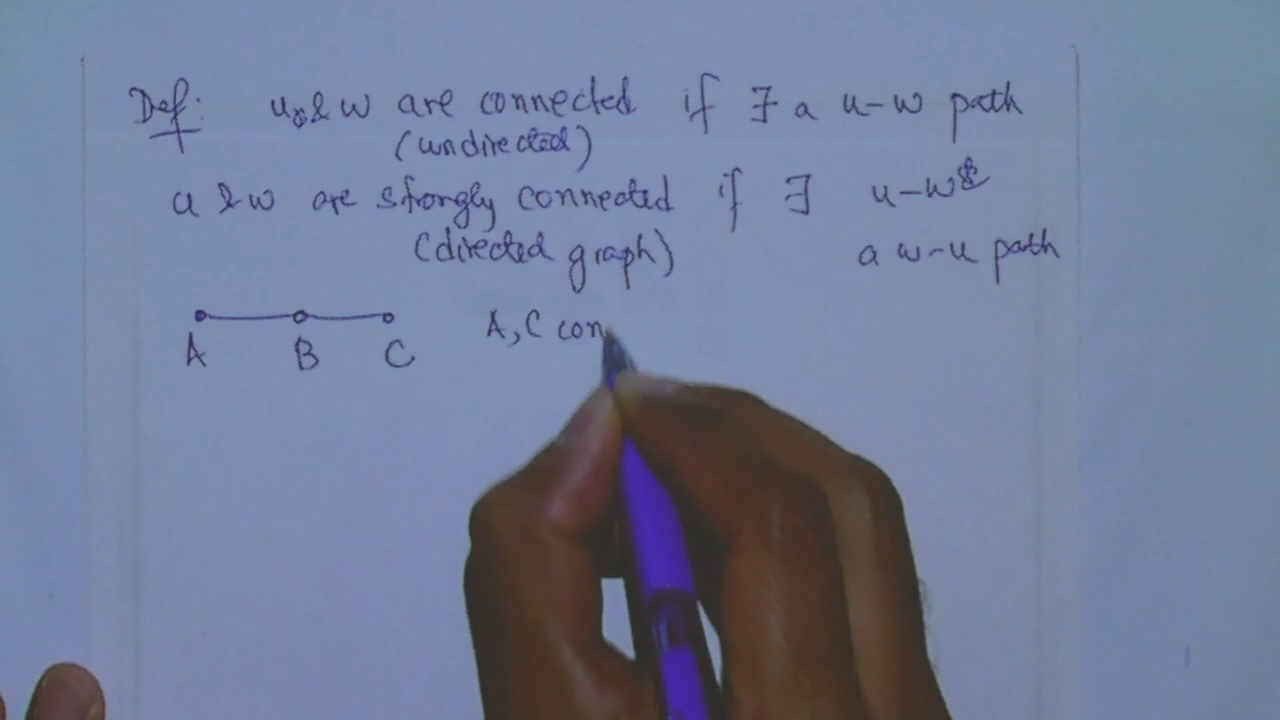 Def: u & w are connected if ∃ a u-w path
(undirected)
u & w are strongly connected if ∃ u-w &
(directed graph) a w-u path
A B C
A, C con